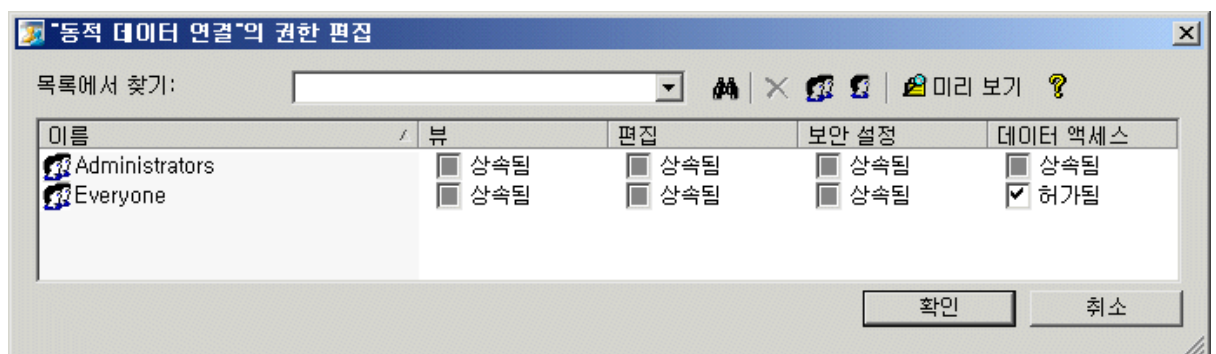 "동적 데이터 연결"의 권한 편집
목록에서 찾기: 미리 보기
이름 뷰 편집 보안 설정 데이터 액세스
Administrators 상속됨 상속됨 상속됨 상속됨
Everyone 상속됨 상속됨 상속됨 허가됨
확인 취소